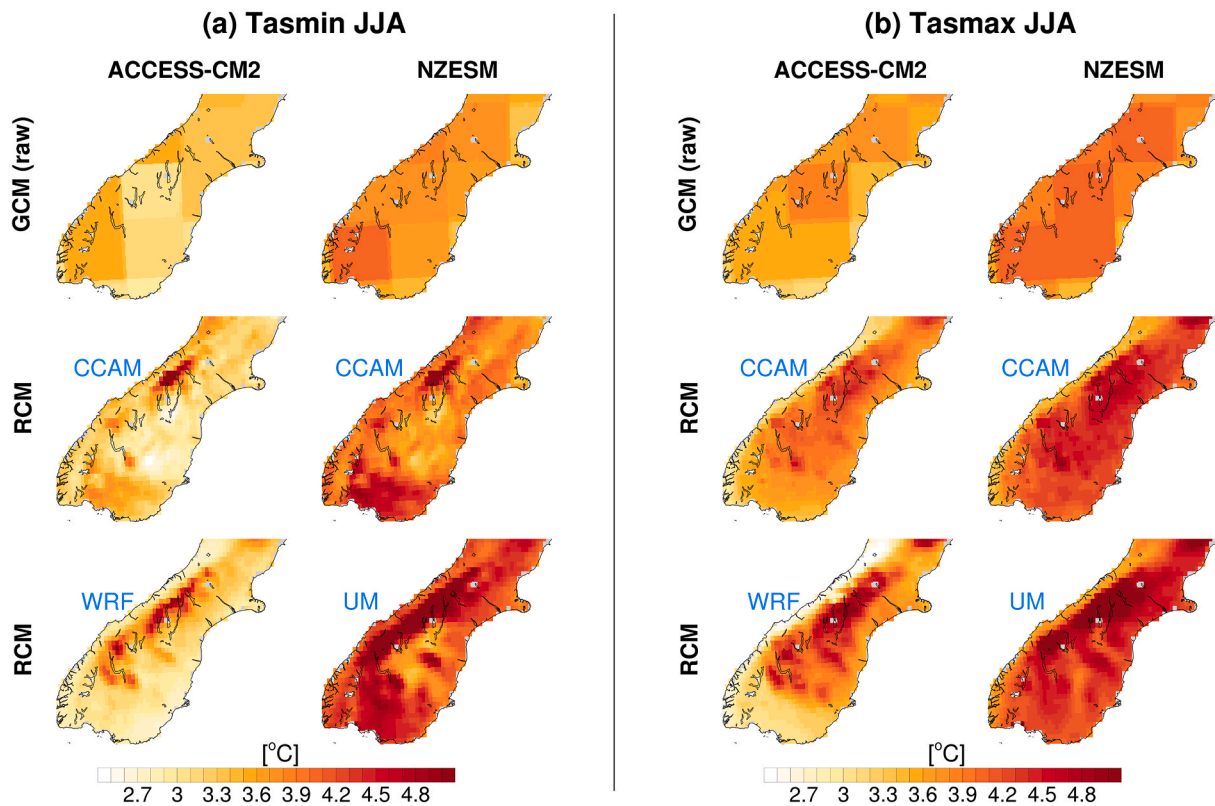 (a) Tasmin JJA
(b) Tasmax JJA
ACCESS-CM2 NZESM
ACCESS-CM2 NZESM
GCM (raw)
GCM (raw)
CCAM CCAM
CCAM CCAM
RCM
RCM
WRF UM
WRF UM
RCM
RCM
[°C]
[°C]
2.7 3 3.3 3.6 3.9 4.2 4.5 4.8
2.7 3 3.3 3.6 3.9 4.2 4.5 4.8